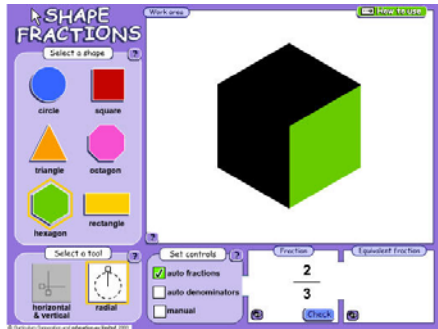 SHAPE
FRACTIONS
Select a shape
?
circle
square
triangle
octagon
hexagon
rectangle
Select a tool
?
horizontal
& vertical
radial
Work area
How to use
?
Set controls
?
auto fractions
auto denominators
manual
Fraction
2
3
Check
Equivalent fraction